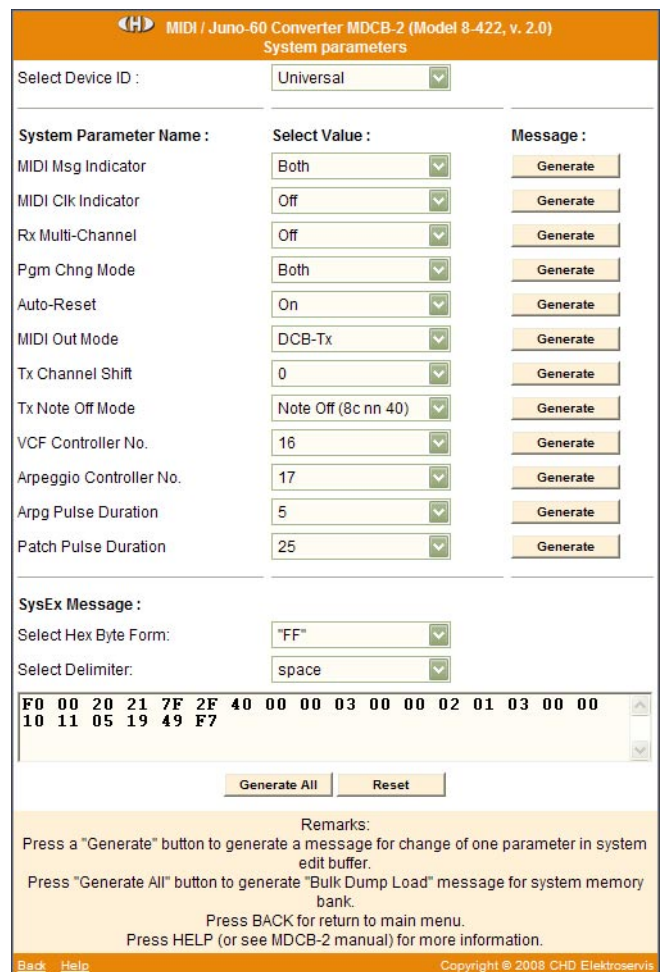 CHD MIDI / Juno-60 Converter MDCB-2 (Model 8-422, v. 2.0)
System parameters
Select Device ID : Universal
System Parameter Name : Select Value : Message :
MIDI Msg Indicator Both Generate
MIDI Clk Indicator Off Generate
Rx Multi-Channel Off Generate
Pgm Chng Mode Both Generate
Auto-Reset On Generate
MIDI Out Mode DCB-Tx Generate
Tx Channel Shift 0 Generate
Tx Note Off Mode Note Off (8c nn 40) Generate
VCF Controller No. 16 Generate
Arpeggio Controller No. 17 Generate
Arpg Pulse Duration 5 Generate
Patch Pulse Duration 25 Generate
SysEx Message :
Select Hex Byte Form: "FF"
Select Delimiter: space
F0 00 20 21 7F 2F 40 00 00 03 00 00 02 01 03 00 00
10 11 05 19 49 F7
Generate All Reset
Remarks:
Press a "Generate" button to generate a message for change of one parameter in system
edit buffer.
Press "Generate All" button to generate "Bulk Dump Load" message for system memory
bank.
Press BACK for return to main menu.
Press HELP (or see MDCB-2 manual) for more information.
Back Help Copyright © 2008 CHD Elektroservis